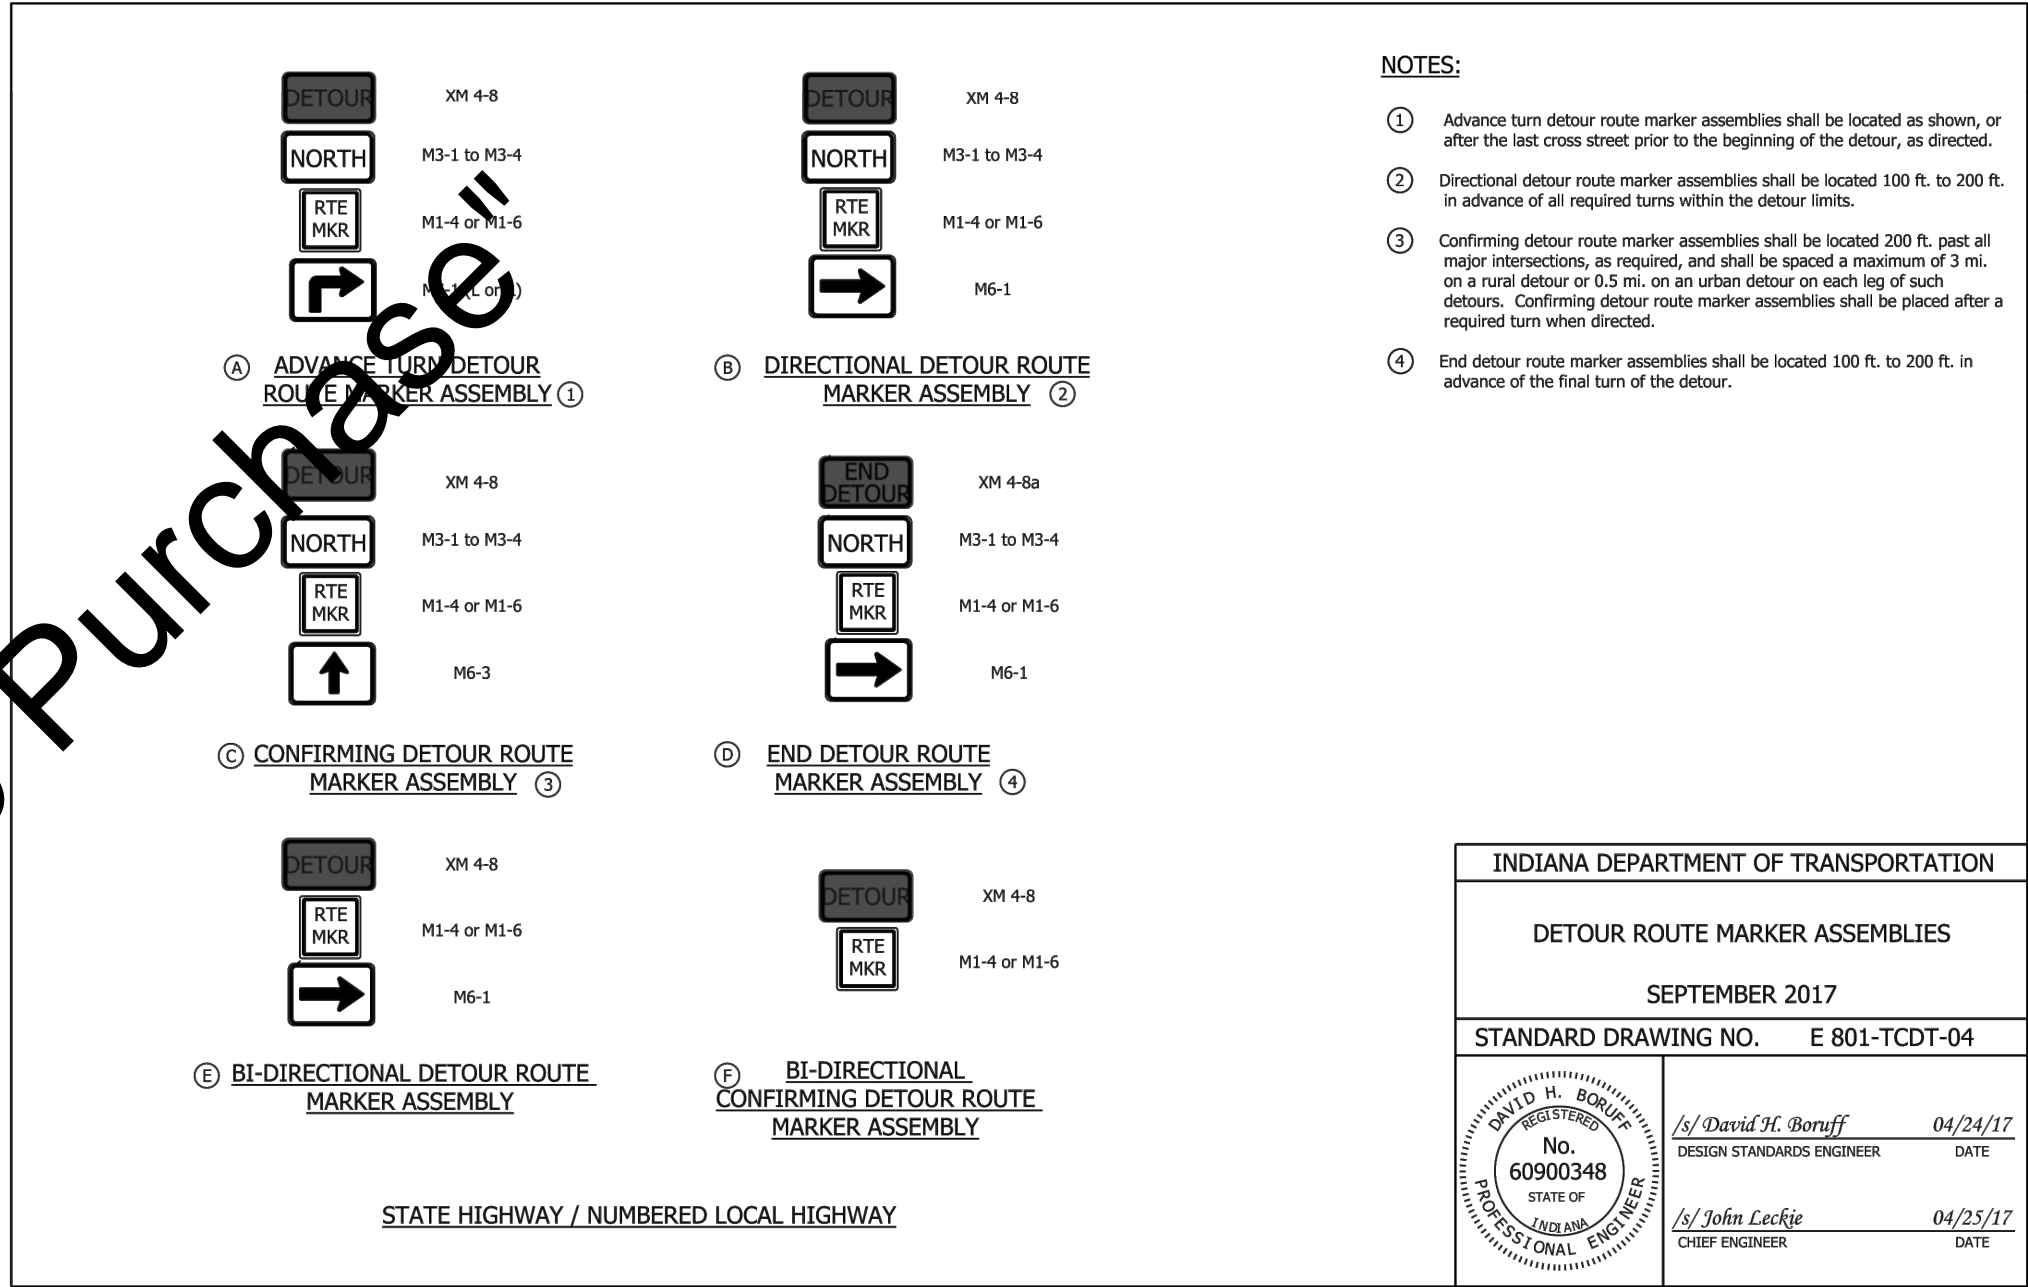 DETOUR
XM 4-8
NORTH
M3-1 to M3-4
RTE
MKR
M1-4 or M1-6
(L or
A ADVANCE TURN DETOUR
ROUTE MARKER ASSEMBLY 1
DETOUR
XM 4-8
NORTH
M3-1 to M3-4
RTE
MKR
M1-4 or M1-6
M6-1
B DIRECTIONAL DETOUR ROUTE
MARKER ASSEMBLY 2
DETOUR
XM 4-8
NORTH
M3-1 to M3-4
RTE
MKR
M1-4 or M1-6
M6-3
C CONFIRMING DETOUR ROUTE
MARKER ASSEMBLY 3
END
DETOUR
XM 4-8a
NORTH
M3-1 to M3-4
RTE
MKR
M1-4 or M1-6
M6-1
D END DETOUR ROUTE
MARKER ASSEMBLY 4
DETOUR
XM 4-8
RTE
MKR
M1-4 or M1-6
M6-1
E BI-DIRECTIONAL DETOUR ROUTE
MARKER ASSEMBLY
DETOUR
XM 4-8
RTE
MKR
M1-4 or M1-6
F BI-DIRECTIONAL
CONFIRMING DETOUR ROUTE
MARKER ASSEMBLY
STATE HIGHWAY / NUMBERED LOCAL HIGHWAY
Purchase"
NOTES:
1 Advance turn detour route marker assemblies shall be located as shown, or
after the last cross street prior to the beginning of the detour, as directed.
2 Directional detour route marker assemblies shall be located 100 ft. to 200 ft.
in advance of all required turns within the detour limits.
3 Confirming detour route marker assemblies shall be located 200 ft. past all
major intersections, as required, and shall be spaced a maximum of 3 mi.
on a rural detour or 0.5 mi. on an urban detour on each leg of such
detours. Confirming detour route marker assemblies shall be placed after a
required turn when directed.
4 End detour route marker assemblies shall be located 100 ft. to 200 ft. in
advance of the final turn of the detour.
INDIANA DEPARTMENT OF TRANSPORTATION
DETOUR ROUTE MARKER ASSEMBLIES
SEPTEMBER 2017
STANDARD DRAWING NO. E 801-TCDT-04
DAVID H. BORUFF
REGISTERED
No.
60900348
STATE OF
INDIANA
PROFESSIONAL ENGINEER
/s/ David H. Boruff 04/24/17
DESIGN STANDARDS ENGINEER DATE
/s/ John Leckie 04/25/17
CHIEF ENGINEER DATE